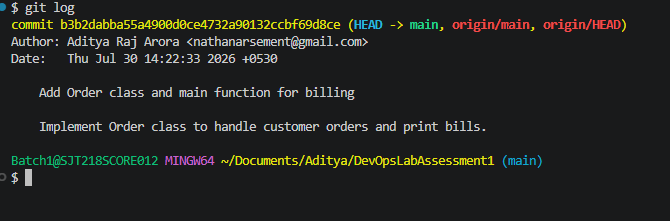 $ git log
commit b3b2dabba55a4900d0ce4732a90132ccbf69d8ce (HEAD -> main, origin/main, origin/HEAD)
Author: Aditya Raj Arora <nathanarsement@gmail.com>
Date:   Thu Jul 30 14:22:33 2026 +0530
    Add Order class and main function for billing
    Implement Order class to handle customer orders and print bills.
Batch1@SJT218SCORE012 MINGW64 ~/Documents/Aditya/DevOpsLabAssessment1 (main)
$